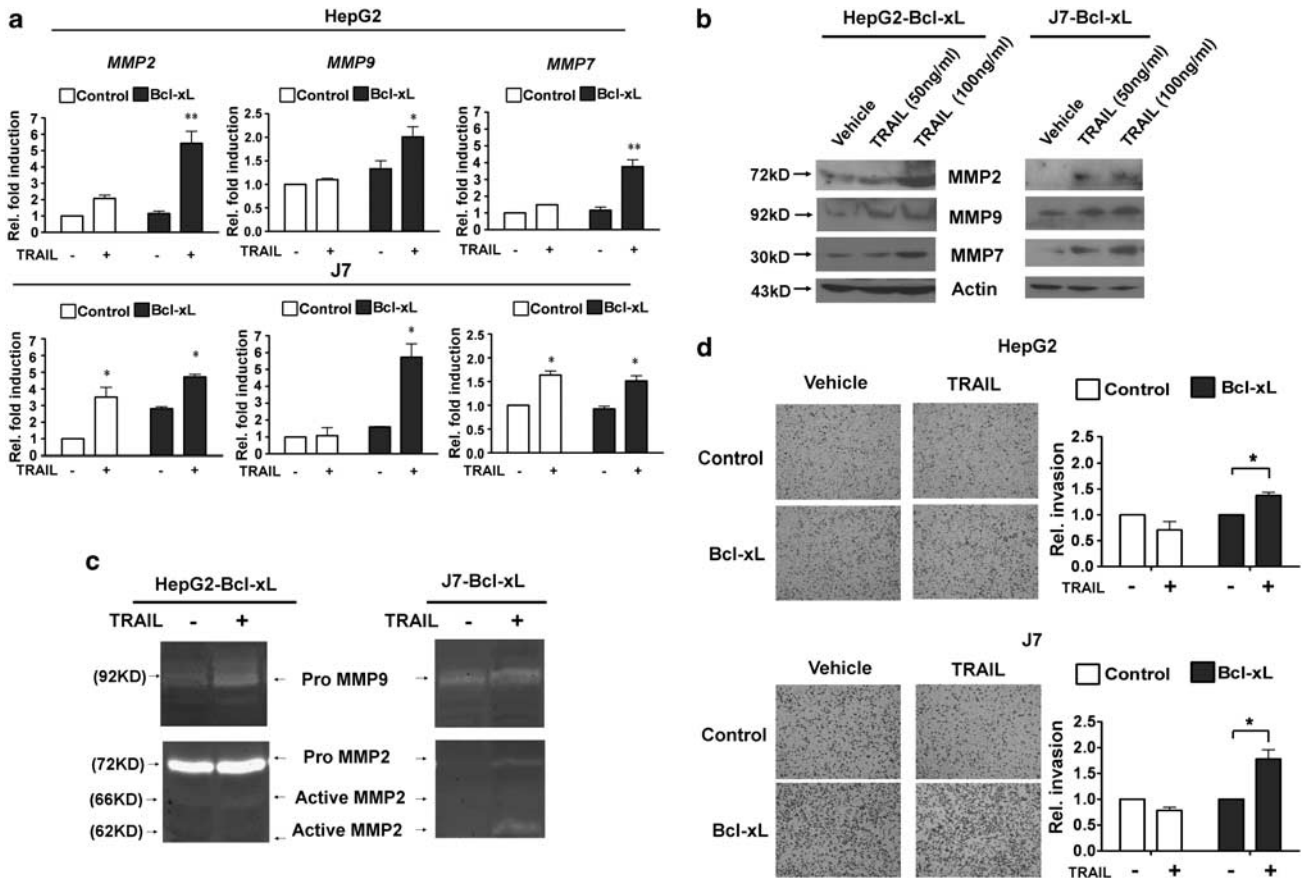 a
HepG2
MMP2 MMP9 MMP7
Control Bcl-xL Control Bcl-xL Control Bcl-xL
Rel. fold induction
7
6
5
4
3
2
1
0
Rel. fold induction
2.5
2.0
1.5
1.0
0.5
0.0
Rel. fold induction
7
6
5
4
3
2
1
0
** * **
TRAIL - + - + TRAIL - + - + TRAIL - + - +
J7
Control Bcl-xL Control Bcl-xL Control Bcl-xL
Rel. fold induction
7
6
5
4
3
2
1
0
Rel. fold induction
7
6
5
4
3
2
1
0
Rel. fold induction
2.5
2.0
1.5
1.0
0.5
0.0
* * * * *
TRAIL - + - + TRAIL - + - + TRAIL - + - +
b
HepG2-Bcl-xL J7-Bcl-xL
Vehicle TRAIL (50ng/ml) TRAIL (100ng/ml) Vehicle TRAIL (50ng/ml) TRAIL (100ng/ml)
72kD MMP2
92kD MMP9
30kD MMP7
43kD Actin
c
HepG2-Bcl-xL J7-Bcl-xL
TRAIL - + TRAIL - +
(92KD) Pro MMP9
(72KD) Pro MMP2
(66KD) Active MMP2
(62KD) Active MMP2
d
HepG2
Vehicle TRAIL
Control
Bcl-xL
Control Bcl-xL
Rel. invasion
2.5
2.0
1.5
1.0
0.5
0.0
*
TRAIL - + - +
J7
Vehicle TRAIL
Control
Bcl-xL
Control Bcl-xL
Rel. invasion
2.5
2.0
1.5
1.0
0.5
0.0
*
TRAIL - + - +